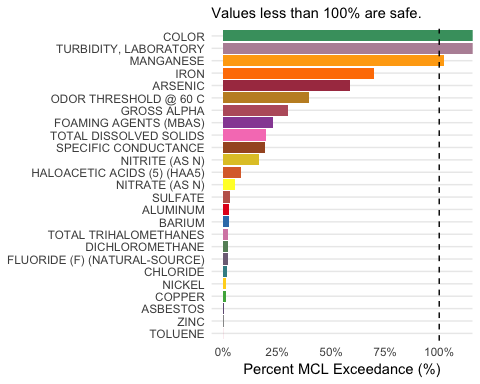 Values less than 100% are safe.
COLOR
TURBIDITY, LABORATORY
MANGANESE
IRON
ARSENIC
ODOR THRESHOLD @ 60 C
GROSS ALPHA
FOAMING AGENTS (MBAS)
TOTAL DISSOLVED SOLIDS
SPECIFIC CONDUCTANCE
NITRITE (AS N)
HALOACETIC ACIDS (5) (HAA5)
NITRATE (AS N)
SULFATE
ALUMINUM
BARIUM
TOTAL TRIHALOMETHANES
DICHLOROMETHANE
FLUORIDE (F) (NATURAL-SOURCE)
CHLORIDE
NICKEL
COPPER
ASBESTOS
ZINC
TOLUENE
0% 25% 50% 75% 100%
Percent MCL Exceedance (%)